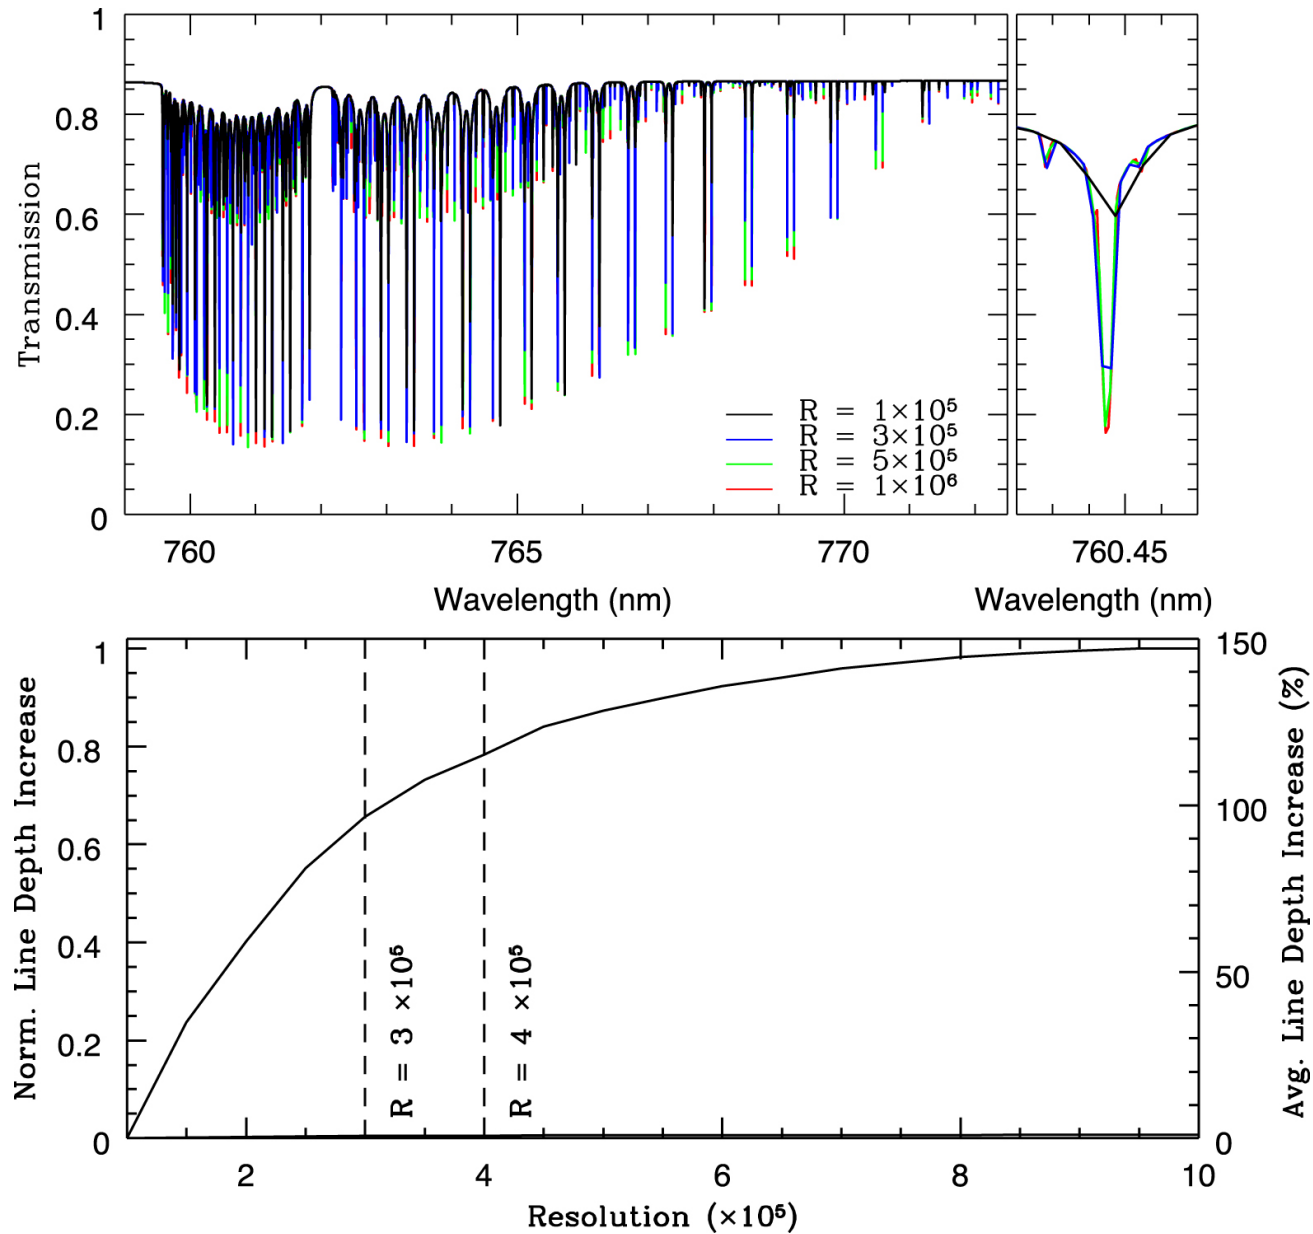 1
0.8
0.6
0.4
0.2
0
Transmission
R = 1×10⁵
R = 3×10⁵
R = 5×10⁵
R = 1×10⁶
760
765
770
760.45
Wavelength (nm)
Wavelength (nm)
1
0.8
0.6
0.4
0.2
0
Norm. Line Depth Increase
R = 3 ×10⁵
R = 4 ×10⁵
150
100
50
0
Avg. Line Depth Increase (%)
2
4
6
8
10
Resolution (×10⁵)